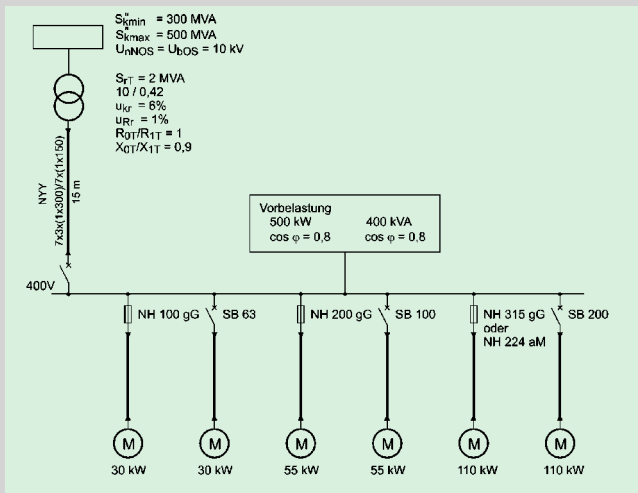 S"kmin = 300 MVA
S"kmax = 500 MVA
UnNOS = UbOS = 10 kV
SrT = 2 MVA
10 / 0,42
ukr = 6%
uRr = 1%
R0T/R1T = 1
X0T/X1T = 0,9
NYY
7x3x(1x300)/7x(1x150)
15 m
Vorbelastung
500 kW 400 kVA
cos φ = 0,8 cos φ = 0,8
400V
NH 100 gG SB 63 NH 200 gG SB 100 NH 315 gG SB 200
oder
NH 224 aM
M M M M M M
30 kW 30 kW 55 kW 55 kW 110 kW 110 kW